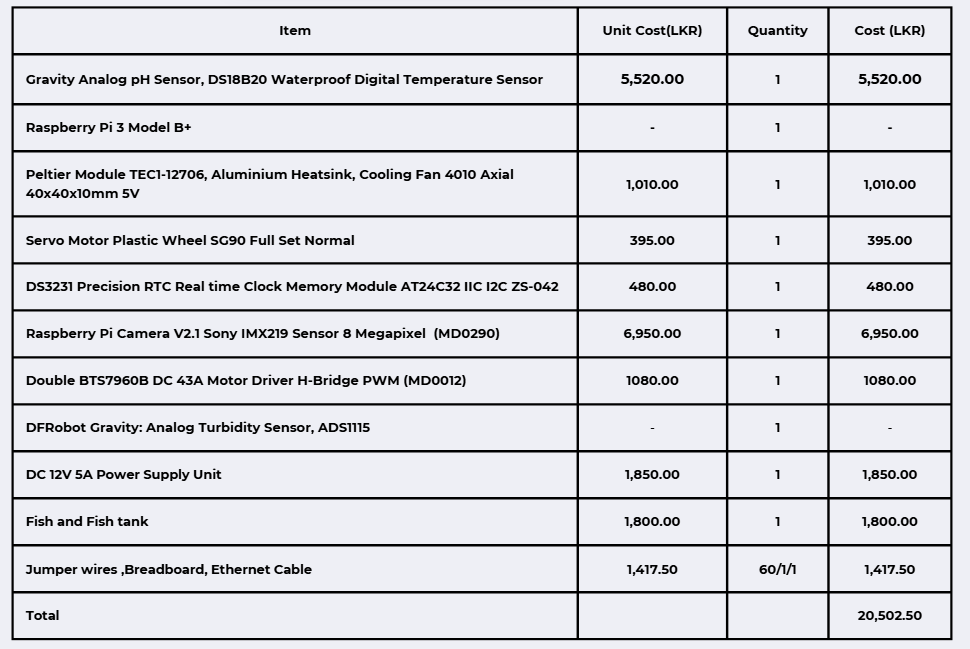 Item Unit Cost(LKR) Quantity Cost (LKR)
Gravity Analog pH Sensor, DS18B20 Waterproof Digital Temperature Sensor 5,520.00 1 5,520.00
Raspberry Pi 3 Model B+ - 1 -
Peltier Module TEC1-12706, Aluminium Heatsink, Cooling Fan 4010 Axial
40x40x10mm 5V 1,010.00 1 1,010.00
Servo Motor Plastic Wheel SG90 Full Set Normal 395.00 1 395.00
DS3231 Precision RTC Real time Clock Memory Module AT24C32 IIC I2C ZS-042 480.00 1 480.00
Raspberry Pi Camera V2.1 Sony IMX219 Sensor 8 Megapixel  (MD0290) 6,950.00 1 6,950.00
Double BTS7960B DC 43A Motor Driver H-Bridge PWM (MD0012) 1080.00 1 1080.00
DFRobot Gravity: Analog Turbidity Sensor, ADS1115 - 1 -
DC 12V 5A Power Supply Unit 1,850.00 1 1,850.00
Fish and Fish tank 1,800.00 1 1,800.00
Jumper wires ,Breadboard, Ethernet Cable 1,417.50 60/1/1 1,417.50
Total 20,502.50